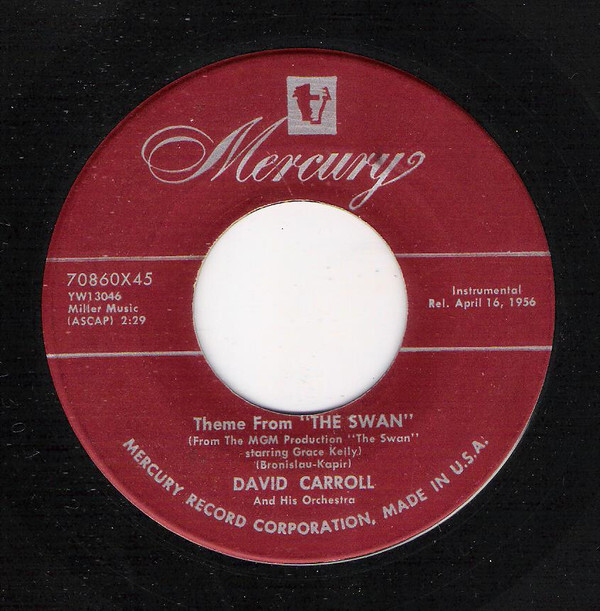 Mercury
70860X45
YW13046
Miller Music
(ASCAP) 2:29
Instrumental
Rel. April 16, 1956
Theme From "THE SWAN"
(From The MGM Production "The Swan"
starring Grace Kelly)
(Bronislau-Kapir)
DAVID CARROLL
And His Orchestra
MERCURY RECORD CORPORATION, MADE IN U.S.A.